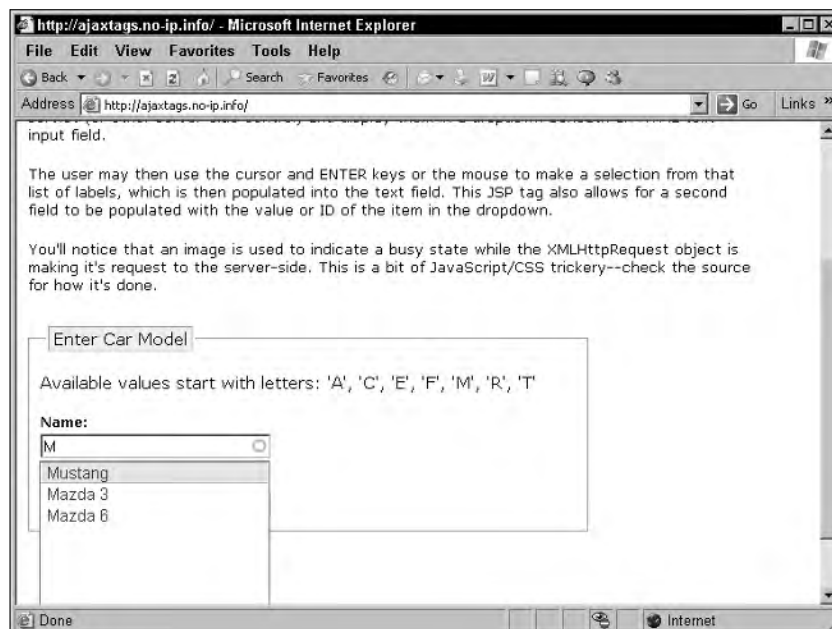 http://ajaxtags.no-ip.info/ - Microsoft Internet Explorer
File Edit View Favorites Tools Help
Back Search Favorites
Address http://ajaxtags.no-ip.info/ Go Links »
input field.
The user may then use the cursor and ENTER keys or the mouse to make a selection from that
list of labels, which is then populated into the text field. This JSP tag also allows for a second
field to be populated with the value or ID of the item in the dropdown.
You'll notice that an image is used to indicate a busy state while the XMLHttpRequest object is
making it's request to the server-side. This is a bit of JavaScript/CSS trickery--check the source
for how it's done.
Enter Car Model
Available values start with letters: 'A', 'C', 'E', 'F', 'M', 'R', 'T'
Name:
M
Mustang
Mazda 3
Mazda 6
Done Internet